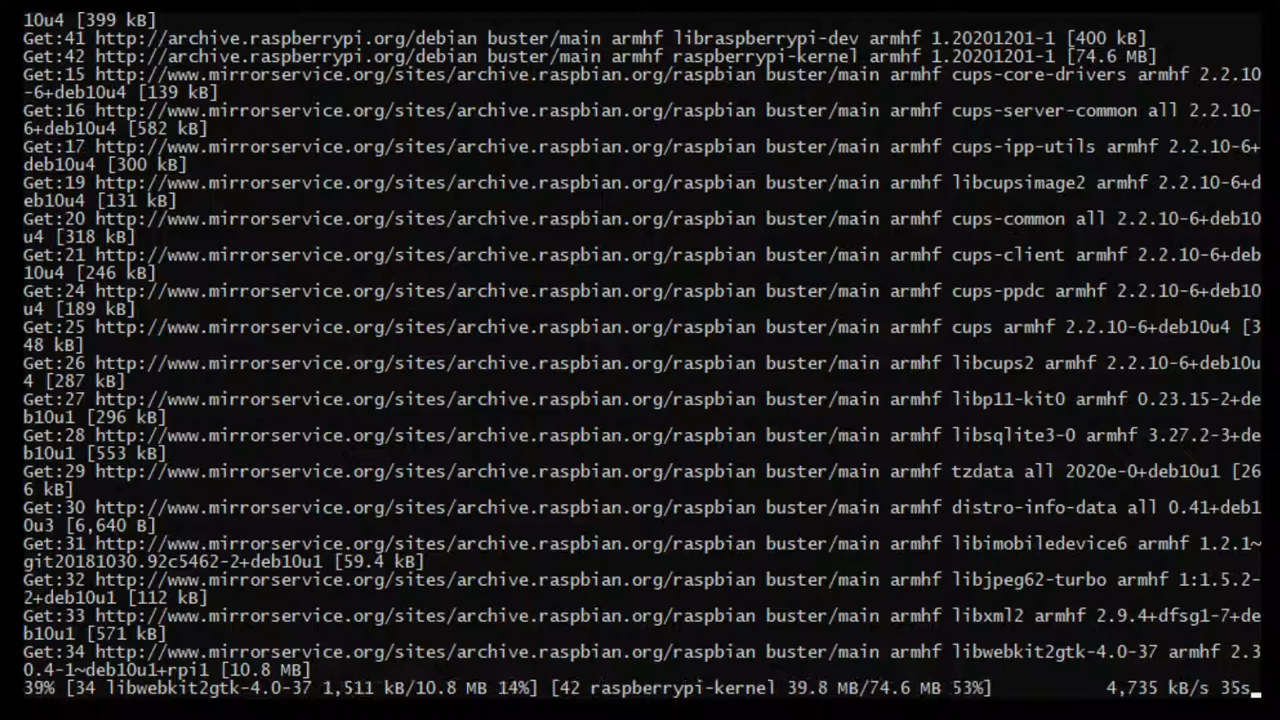 10u4 [399 kB]
Get:41 http://archive.raspberrypi.org/debian buster/main armhf libraspberrypi-dev armhf 1.20201201-1 [400 kB]
Get:42 http://archive.raspberrypi.org/debian buster/main armhf raspberrypi-kernel armhf 1.20201201-1 [74.6 MB]
Get:15 http://www.mirrorservice.org/sites/archive.raspbian.org/raspbian buster/main armhf cups-core-drivers armhf 2.2.10
-6+deb10u4 [139 kB]
Get:16 http://www.mirrorservice.org/sites/archive.raspbian.org/raspbian buster/main armhf cups-server-common all 2.2.10-
6+deb10u4 [582 kB]
Get:17 http://www.mirrorservice.org/sites/archive.raspbian.org/raspbian buster/main armhf cups-ipp-utils armhf 2.2.10-6+
deb10u4 [300 kB]
Get:19 http://www.mirrorservice.org/sites/archive.raspbian.org/raspbian buster/main armhf libcupsimage2 armhf 2.2.10-6+d
eb10u4 [131 kB]
Get:20 http://www.mirrorservice.org/sites/archive.raspbian.org/raspbian buster/main armhf cups-common all 2.2.10-6+deb10
u4 [318 kB]
Get:21 http://www.mirrorservice.org/sites/archive.raspbian.org/raspbian buster/main armhf cups-client armhf 2.2.10-6+deb
10u4 [246 kB]
Get:24 http://www.mirrorservice.org/sites/archive.raspbian.org/raspbian buster/main armhf cups-ppdc armhf 2.2.10-6+deb10
u4 [189 kB]
Get:25 http://www.mirrorservice.org/sites/archive.raspbian.org/raspbian buster/main armhf cups armhf 2.2.10-6+deb10u4 [3
48 kB]
Get:26 http://www.mirrorservice.org/sites/archive.raspbian.org/raspbian buster/main armhf libcups2 armhf 2.2.10-6+deb10u
4 [287 kB]
Get:27 http://www.mirrorservice.org/sites/archive.raspbian.org/raspbian buster/main armhf libp11-kit0 armhf 0.23.15-2+de
b10u1 [296 kB]
Get:28 http://www.mirrorservice.org/sites/archive.raspbian.org/raspbian buster/main armhf libsqlite3-0 armhf 3.27.2-3+de
b10u1 [553 kB]
Get:29 http://www.mirrorservice.org/sites/archive.raspbian.org/raspbian buster/main armhf tzdata all 2020e-0+deb10u1 [26
6 kB]
Get:30 http://www.mirrorservice.org/sites/archive.raspbian.org/raspbian buster/main armhf distro-info-data all 0.41+deb1
0u3 [6,640 B]
Get:31 http://www.mirrorservice.org/sites/archive.raspbian.org/raspbian buster/main armhf libimobiledevice6 armhf 1.2.1~
git20181030.92c5462-2+deb10u1 [59.4 kB]
Get:32 http://www.mirrorservice.org/sites/archive.raspbian.org/raspbian buster/main armhf libjpeg62-turbo armhf 1:1.5.2-
2+deb10u1 [112 kB]
Get:33 http://www.mirrorservice.org/sites/archive.raspbian.org/raspbian buster/main armhf libxml2 armhf 2.9.4+dfsg1-7+de
b10u1 [571 kB]
Get:34 http://www.mirrorservice.org/sites/archive.raspbian.org/raspbian buster/main armhf libwebkit2gtk-4.0-37 armhf 2.3
0.4-1~deb10u1+rpi1 [10.8 MB]
39% [34 libwebkit2gtk-4.0-37 1,511 kB/10.8 MB 14%] [42 raspberrypi-kernel 39.8 MB/74.6 MB 53%] 4,735 kB/s 35s